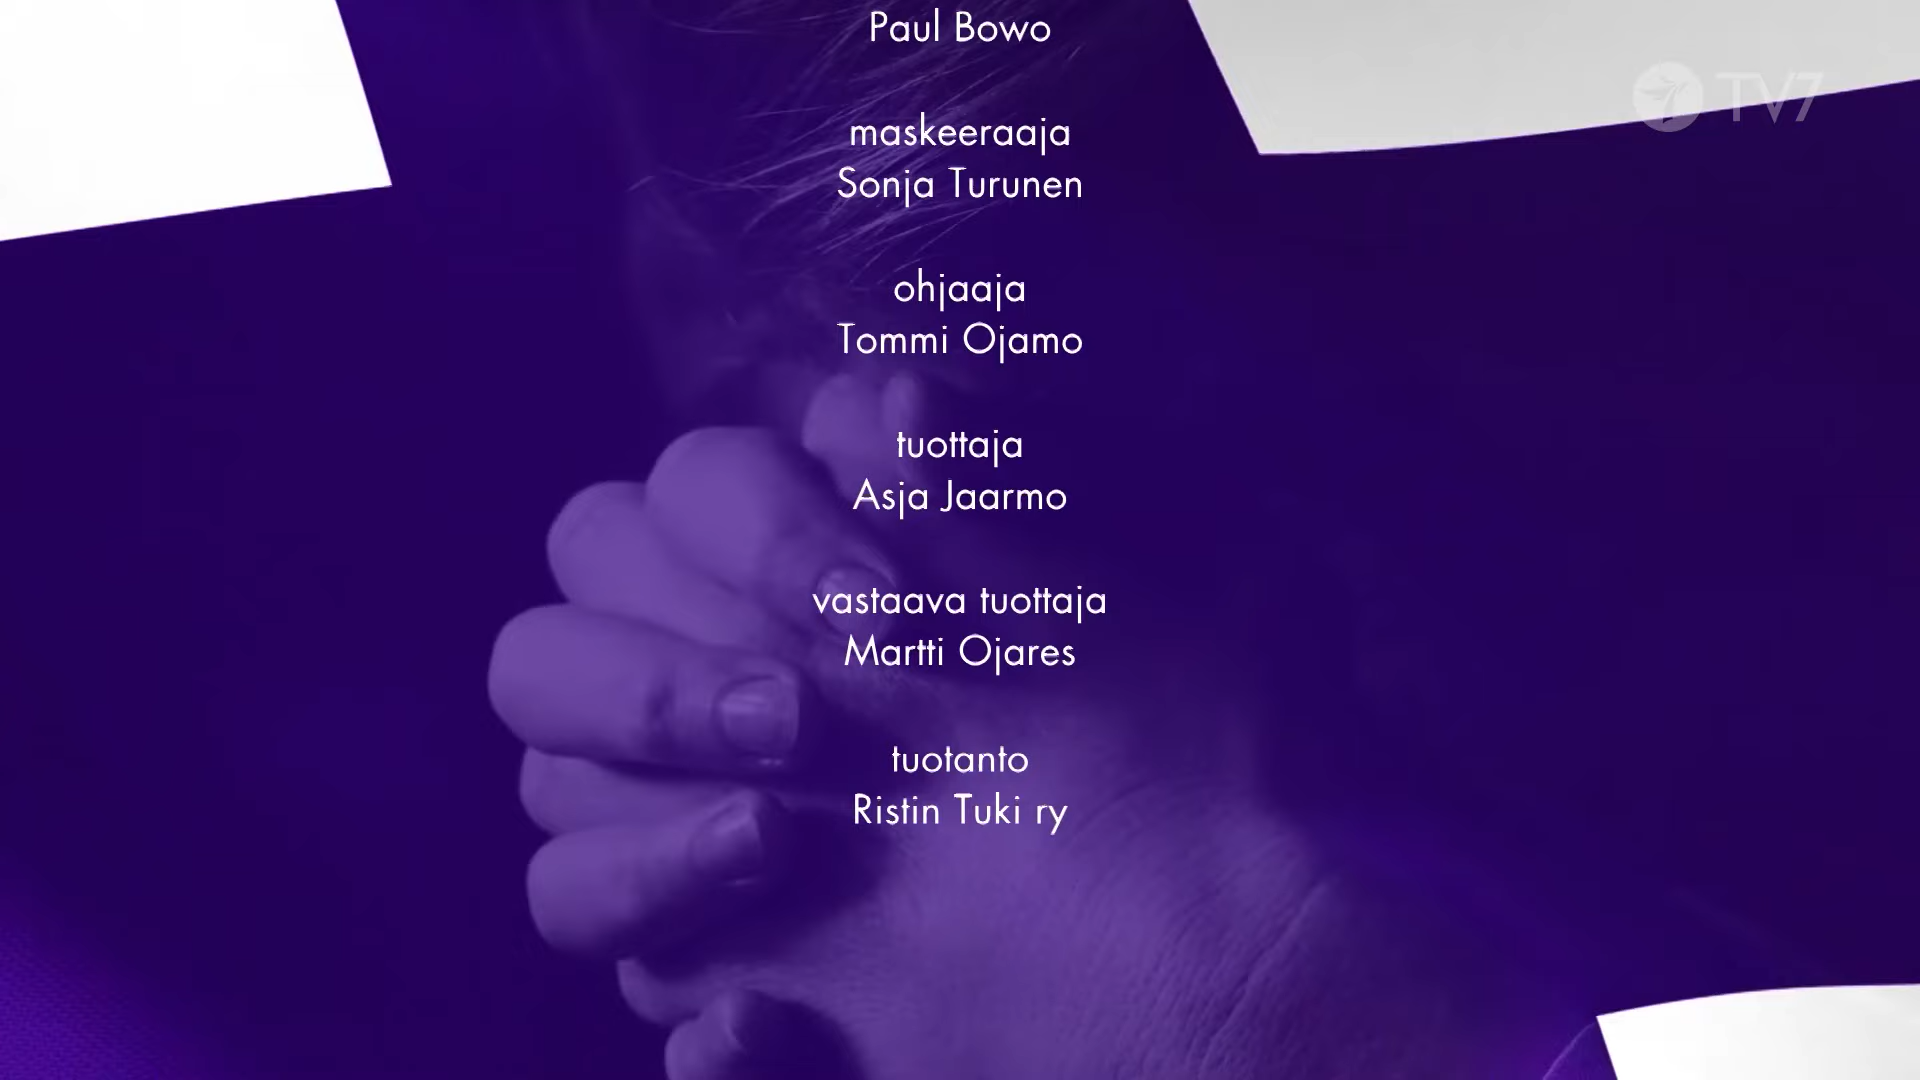 Paul Bowo
TV7
maskeeraaja
Sonja Turunen
ohjaaja
Tommi Ojamo
tuottaja
Asja Jaarmo
vastaava tuottaja
Martti Ojares
tuotanto
Ristin Tuki ry